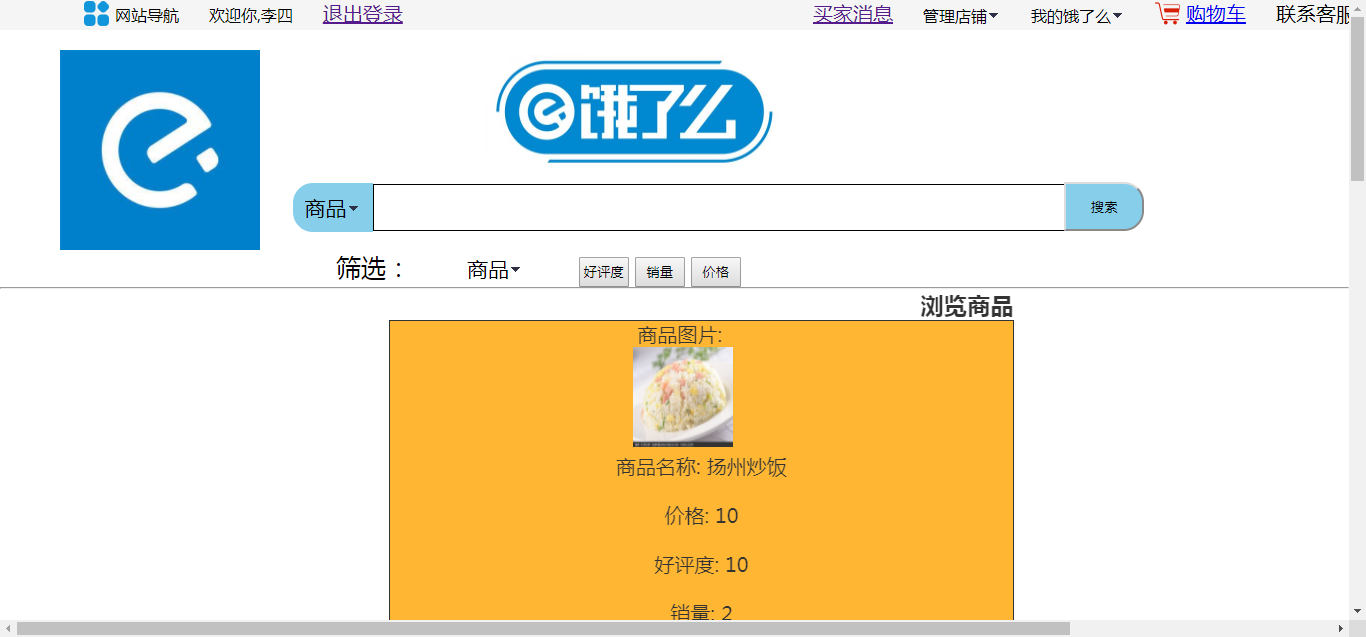 网站导航 欢迎你,李四 退出登录 买家消息 管理店铺 我的饿了么 购物车 联系客服
饿了么
商品 搜索
筛选： 商品 好评度 销量 价格
浏览商品
商品图片:
商品名称: 扬州炒饭
价格: 10
好评度: 10
销量: 2